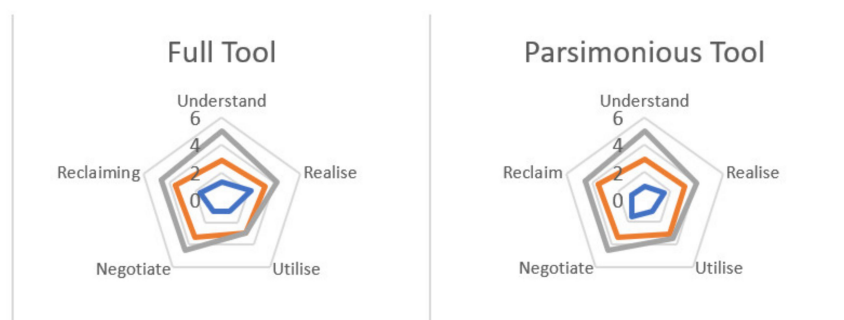 Full Tool
Understand
6
4
2
0
Reclaiming
Realise
Negotiate
Utilise
Parsimonious Tool
Understand
6
4
2
0
Reclaim
Realise
Negotiate
Utilise